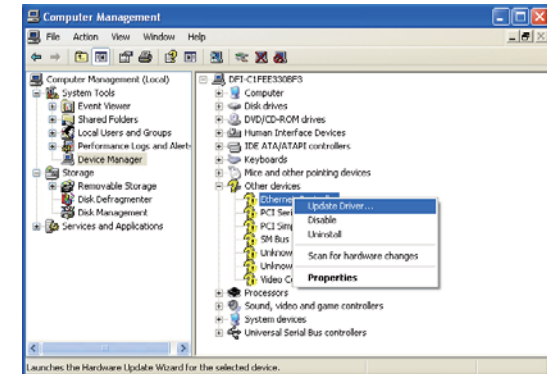 Computer Management
File Action View Window Help
Computer Management (Local)
System Tools
Event Viewer
Shared Folders
Local Users and Groups
Performance Logs and Alert
Device Manager
Storage
Removable Storage
Disk Defragmenter
Disk Management
Services and Applications
DFI-C1FEE330BF3
Computer
Disk drives
DVD/CD-ROM drives
Human Interface Devices
IDE ATA/ATAPI controllers
Keyboards
Mice and other pointing devices
Other devices
PCI Seri
PCI Sim
SM Bus
Unknow
Unknow
Video C
Processors
Sound, video and game controllers
System devices
Universal Serial Bus controllers
Update Driver...
Disable
Uninstall
Scan for hardware changes
Properties
Launches the Hardware Update Wizard for the selected device.